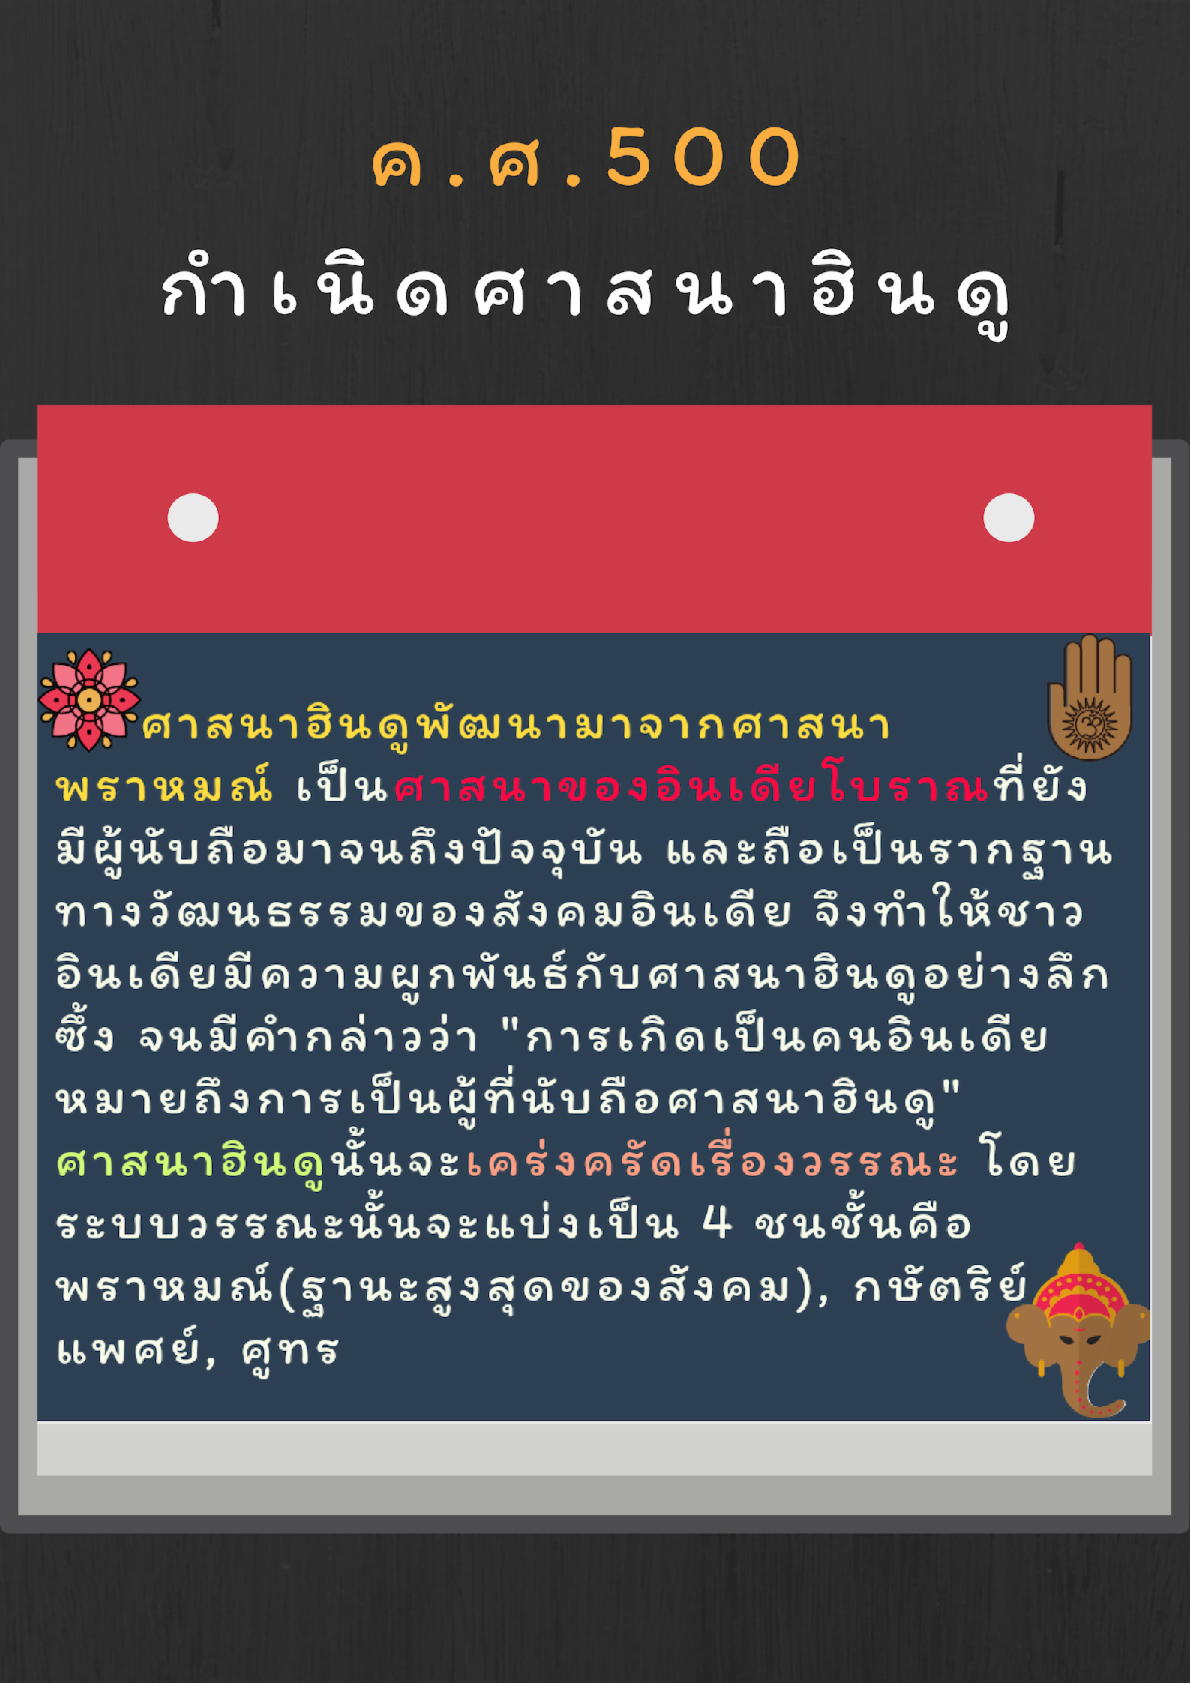 ค.ศ.500
กำเนิดศาสนาฮินดู
ศาสนาฮินดูพัฒนามาจากศาสนา
พราหมณ์ เป็นศาสนาของอินเดียโบราณที่ยัง
มีผู้นับถือมาจนถึงปัจจุบัน และถือเป็นรากฐาน
ทางวัฒนธรรมของสังคมอินเดีย จึงทำให้ชาว
อินเดียมีความผูกพันธ์กับศาสนาฮินดูอย่างลึก
ซึ้ง จนมีคำกล่าวว่า "การเกิดเป็นคนอินเดีย
หมายถึงการเป็นผู้ที่นับถือศาสนาฮินดู"
ศาสนาฮินดูนั้นจะเคร่งครัดเรื่องวรรณะ โดย
ระบบวรรณะนั้นจะแบ่งเป็น 4 ชนชั้นคือ
พราหมณ์(ฐานะสูงสุดของสังคม), กษัตริย์
แพศย์, ศูทร